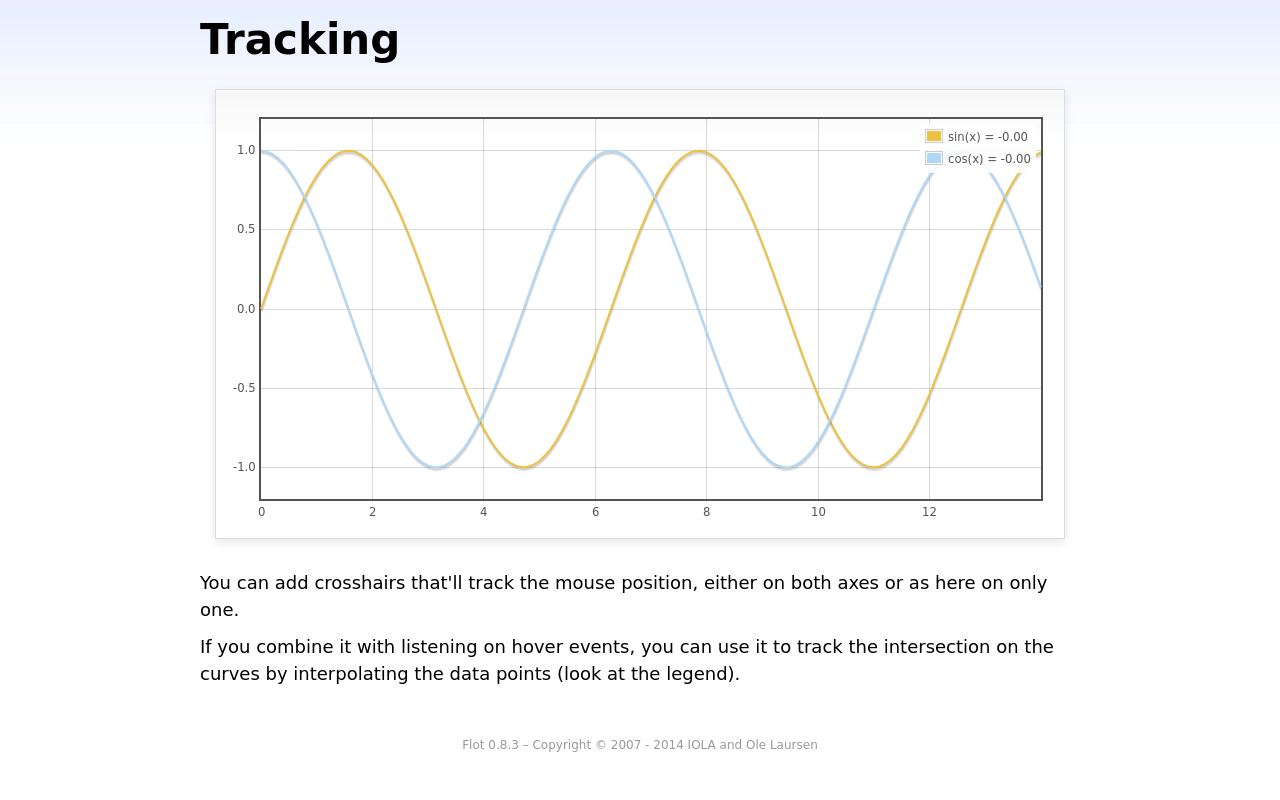 Tracking
sin(x) = -0.00
cos(x) = -0.00
1.0
0.5
0.0
-0.5
-1.0
0 2 4 6 8 10 12
You can add crosshairs that'll track the mouse position, either on both axes or as here on only
one.
If you combine it with listening on hover events, you can use it to track the intersection on the
curves by interpolating the data points (look at the legend).
Flot 0.8.3 – Copyright © 2007 - 2014 IOLA and Ole Laursen